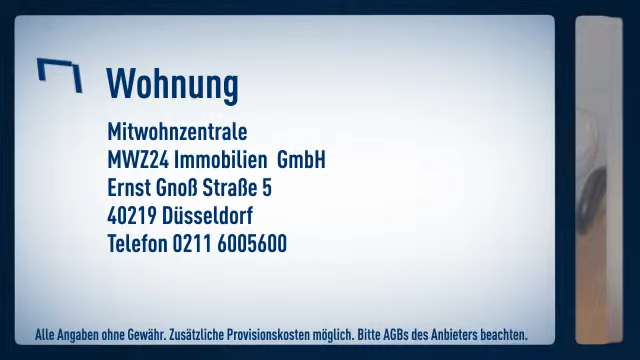 Wohnung
Mitwohnzentrale
MWZ24 Immobilien GmbH
Ernst Gnoß Straße 5
40219 Düsseldorf
Telefon 0211 6005600
Alle Angaben ohne Gewähr. Zusätzliche Provisionskosten möglich. Bitte AGBs des Anbieters beachten.